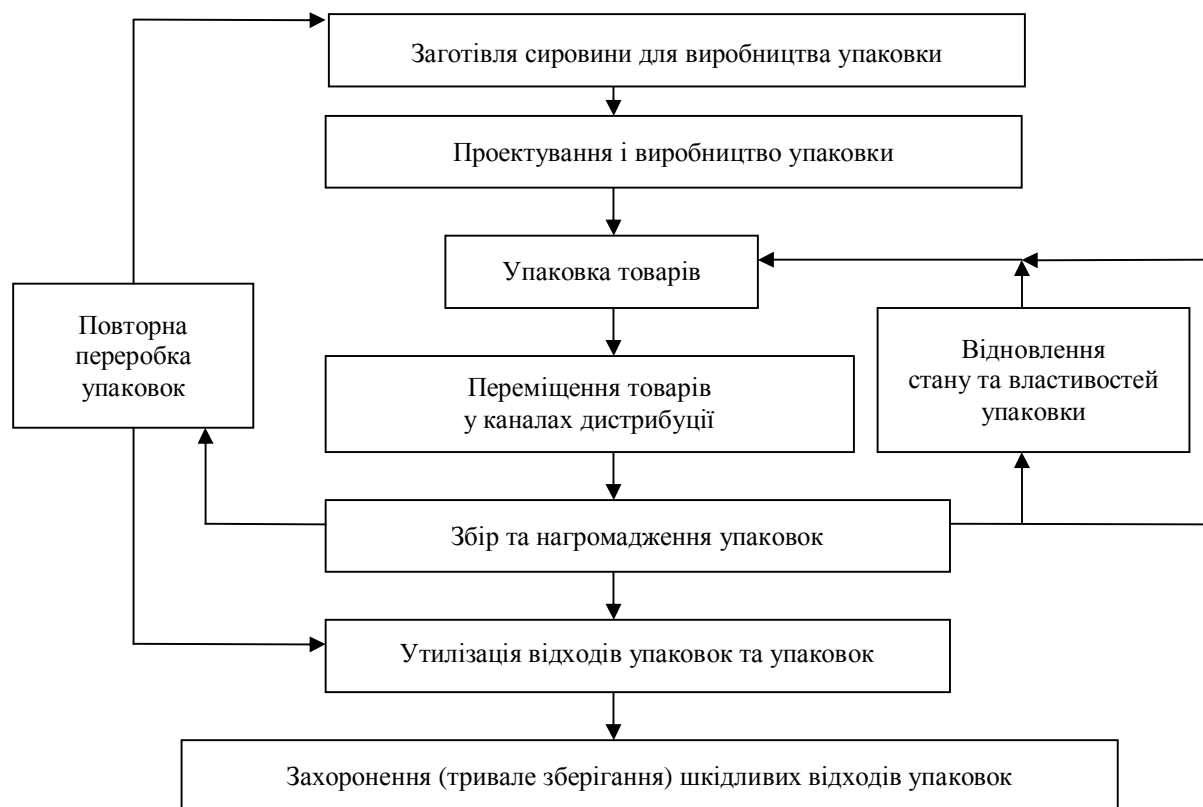 Заготівля сировини для виробництва упаковки
Проектування і виробництво упаковки
Упаковка товарів
Повторна
переробка
упаковок
Відновлення
стану та властивостей
упаковки
Переміщення товарів
у каналах дистрибуції
Збір та нагромадження упаковок
Утилізація відходів упаковок та упаковок
Захоронення (тривале зберігання) шкідливих відходів упаковок